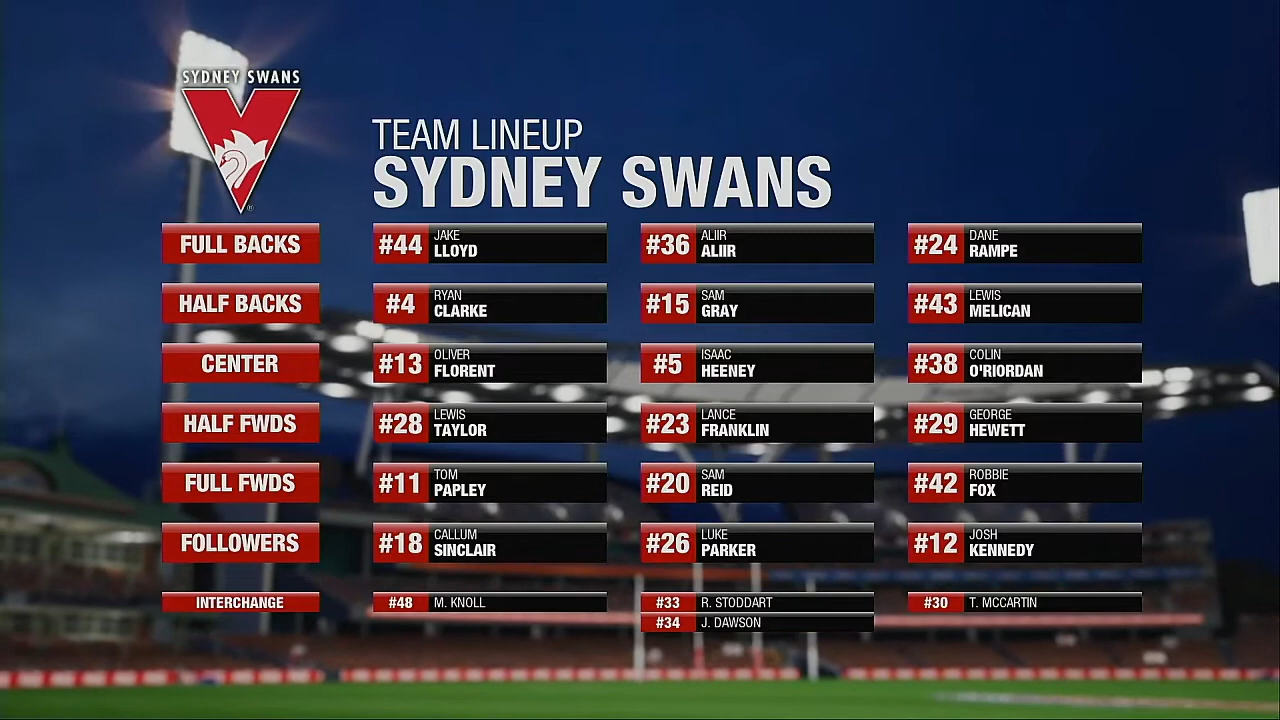 SYDNEY SWANS
TEAM LINEUP
SYDNEY SWANS
FULL BACKS
#44 JAKE LLOYD
#36 ALIIR ALIIR
#24 DANE RAMPE
HALF BACKS
#4 RYAN CLARKE
#15 SAM GRAY
#43 LEWIS MELICAN
CENTER
#13 OLIVER FLORENT
#5 ISAAC HEENEY
#38 COLIN O'RIORDAN
HALF FWDS
#28 LEWIS TAYLOR
#23 LANCE FRANKLIN
#29 GEORGE HEWETT
FULL FWDS
#11 TOM PAPLEY
#20 SAM REID
#42 ROBBIE FOX
FOLLOWERS
#18 CALLUM SINCLAIR
#26 LUKE PARKER
#12 JOSH KENNEDY
INTERCHANGE
#48 M. KNOLL
#33 R. STODDART
#30 T. MCCARTIN
#34 J. DAWSON